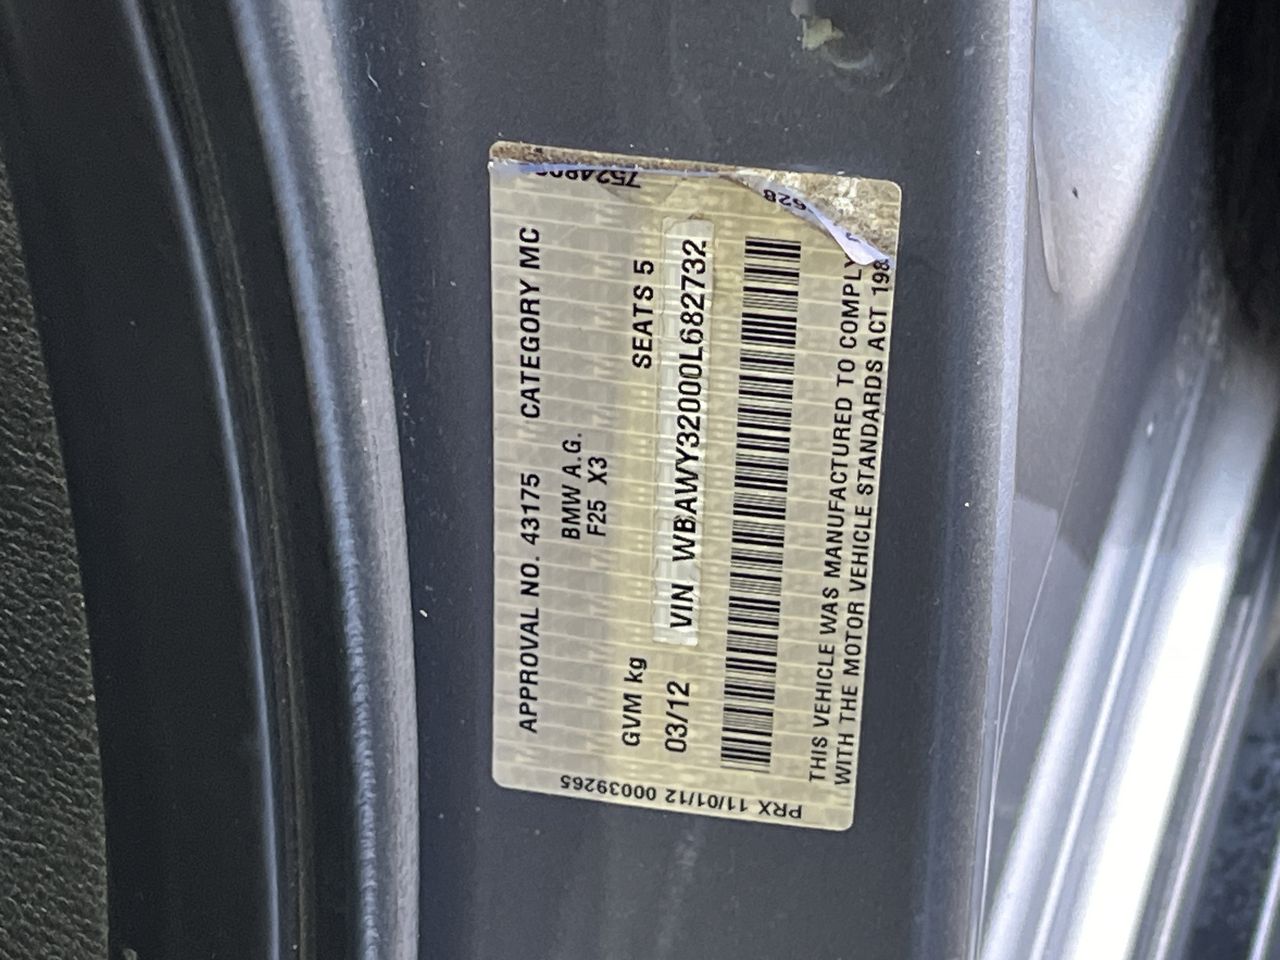 APPROVAL NO. 43175 CATEGORY MC
BMW A.G.
F25 X3
GVM kg SEATS 5
03/12 VIN WBAWY32000L682732
THIS VEHICLE WAS MANUFACTURED TO COMPLY
WITH THE MOTOR VEHICLE STANDARDS ACT 198
PRX 11/01/12 00039265
628